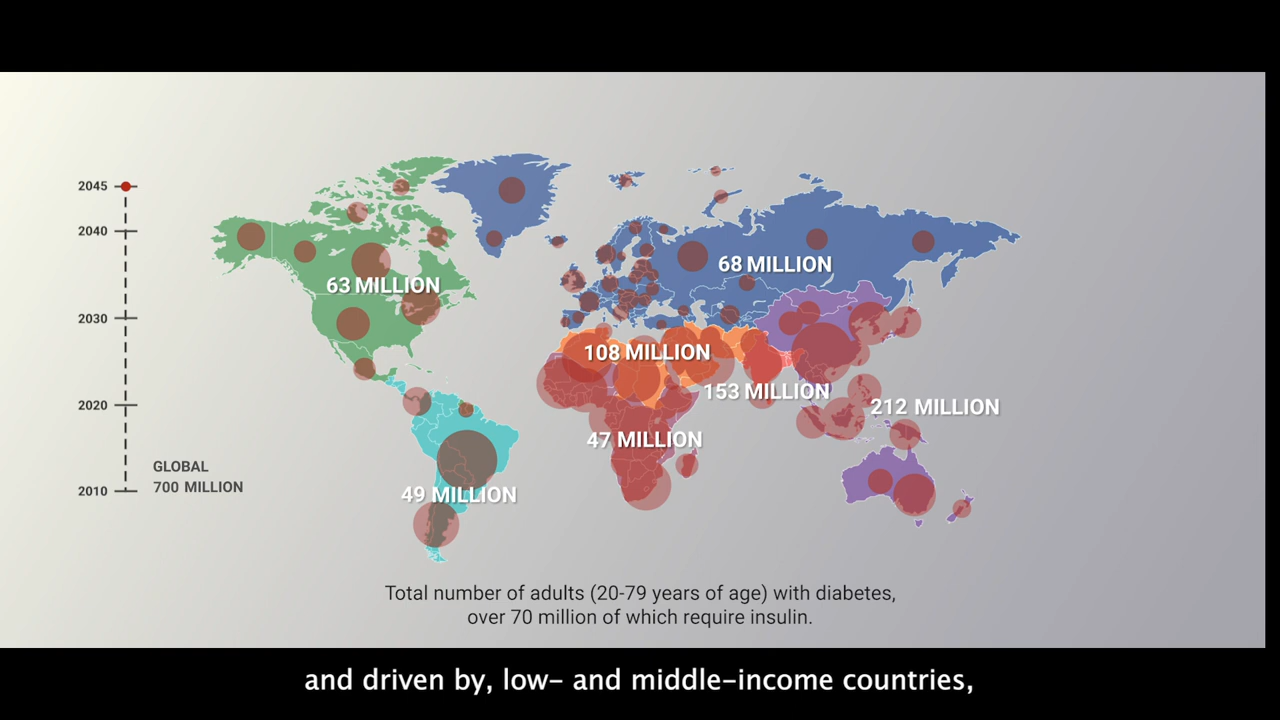 2045
2040
2030
2020
2010
GLOBAL
700 MILLION
63 MILLION
68 MILLION
108 MILLION
153 MILLION
212 MILLION
47 MILLION
49 MILLION
Total number of adults (20-79 years of age) with diabetes,
over 70 million of which require insulin.
and driven by, low- and middle-income countries,